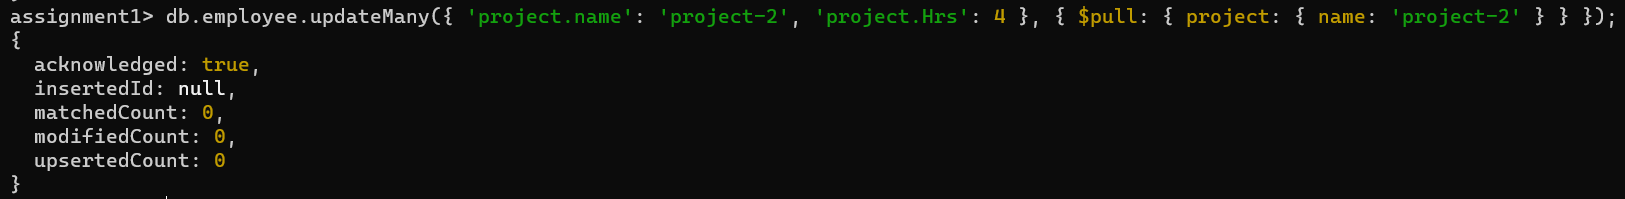 assignment1> db.employee.updateMany({ 'project.name': 'project-2', 'project.Hrs': 4 }, { $pull: { project: { name: 'project-2' } } });
{
  acknowledged: true,
  insertedId: null,
  matchedCount: 0,
  modifiedCount: 0,
  upsertedCount: 0
}